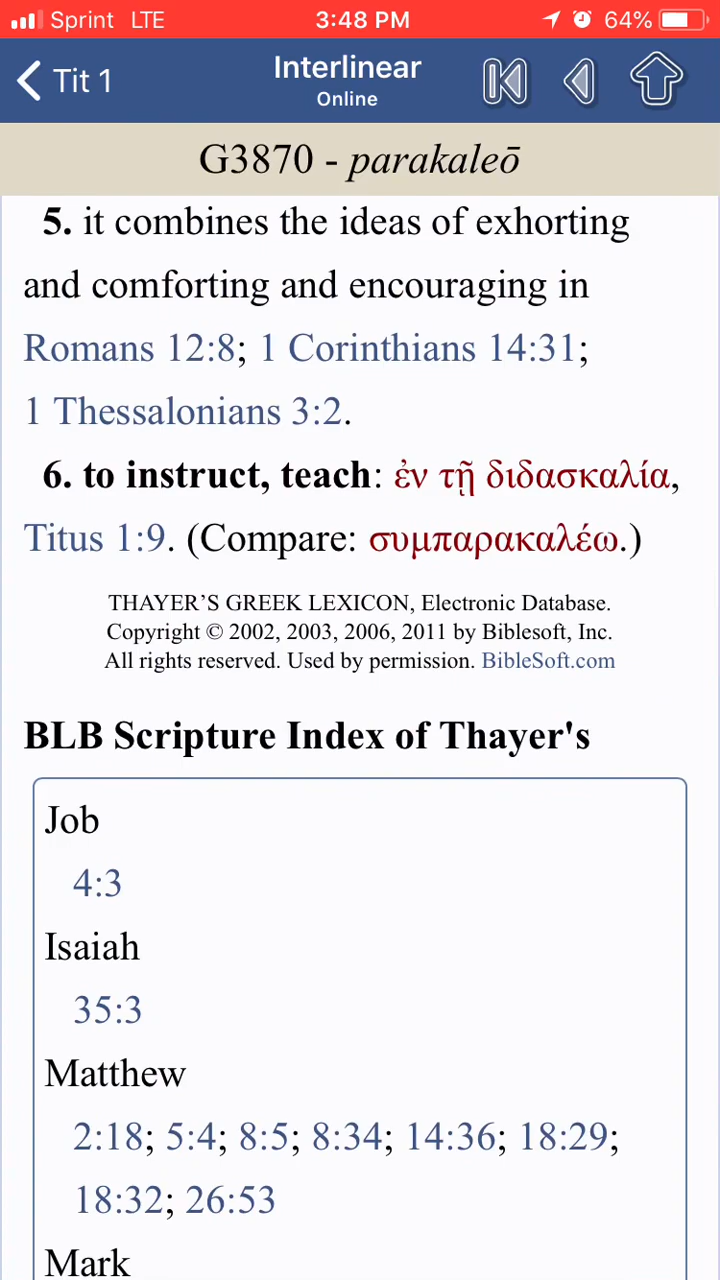 Sprint LTE 3:48 PM 64%
Tit 1 Interlinear
Online
G3870 - parakaleō
5. it combines the ideas of exhorting
and comforting and encouraging in
Romans 12:8; 1 Corinthians 14:31;
1 Thessalonians 3:2.
6. to instruct, teach: ἐν τῇ διδασκαλία,
Titus 1:9. (Compare: συμπαρακαλέω.)
THAYER'S GREEK LEXICON, Electronic Database.
Copyright © 2002, 2003, 2006, 2011 by Biblesoft, Inc.
All rights reserved. Used by permission. BibleSoft.com
BLB Scripture Index of Thayer's
Job
4:3
Isaiah
35:3
Matthew
2:18; 5:4; 8:5; 8:34; 14:36; 18:29;
18:32; 26:53
Mark